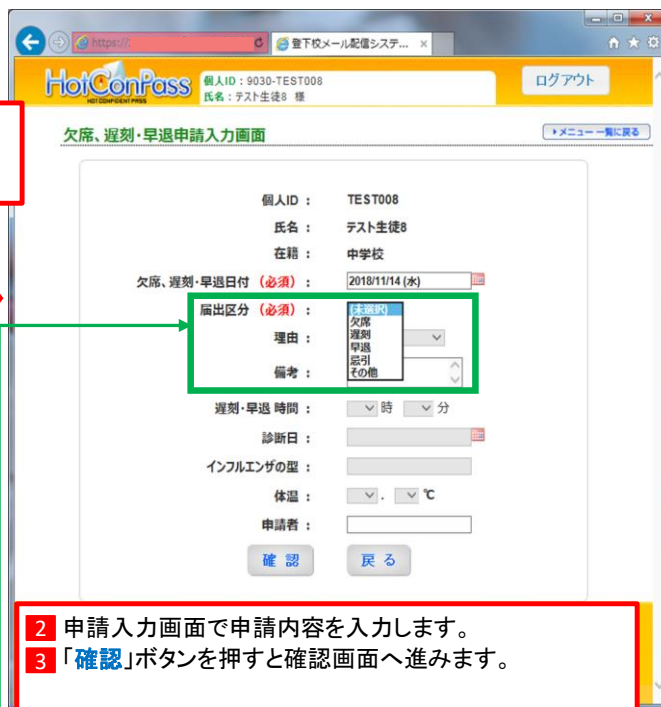 https://
登下校メール配信システ... ×
HotConPass
HOT CONFIDENT PASS
個人ID：9030-TEST008
氏名：テスト生徒8 様
ログアウト
欠席、遅刻・早退申請入力画面
メニュー一覧に戻る
個人ID： TEST008
氏名： テスト生徒8
在籍： 中学校
欠席、遅刻・早退日付 (必須)： 2018/11/14 (水)
届出区分 (必須)： (未選択)
欠席
理由： 遅刻
早退
忌引
備考： その他
遅刻・早退 時間： 時 分
診断日：
インフルエンザの型：
体温： . ℃
申請者：
確 認 戻 る
2 申請入力画面で申請内容を入力します。
3 「確認」ボタンを押すと確認画面へ進みます。